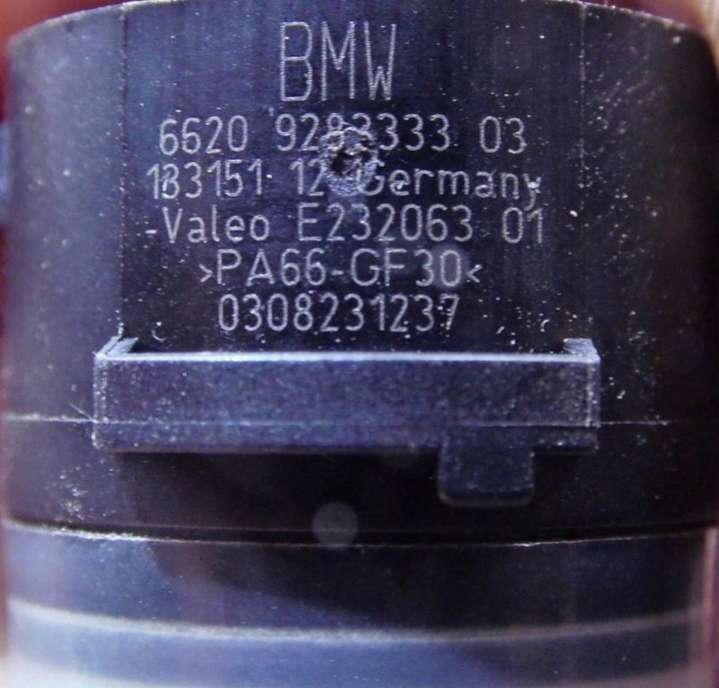 BMW
6620 9283333 03
183151 12 Germany
-Valeo E232063 01
>PA66-GF30<
0308231237